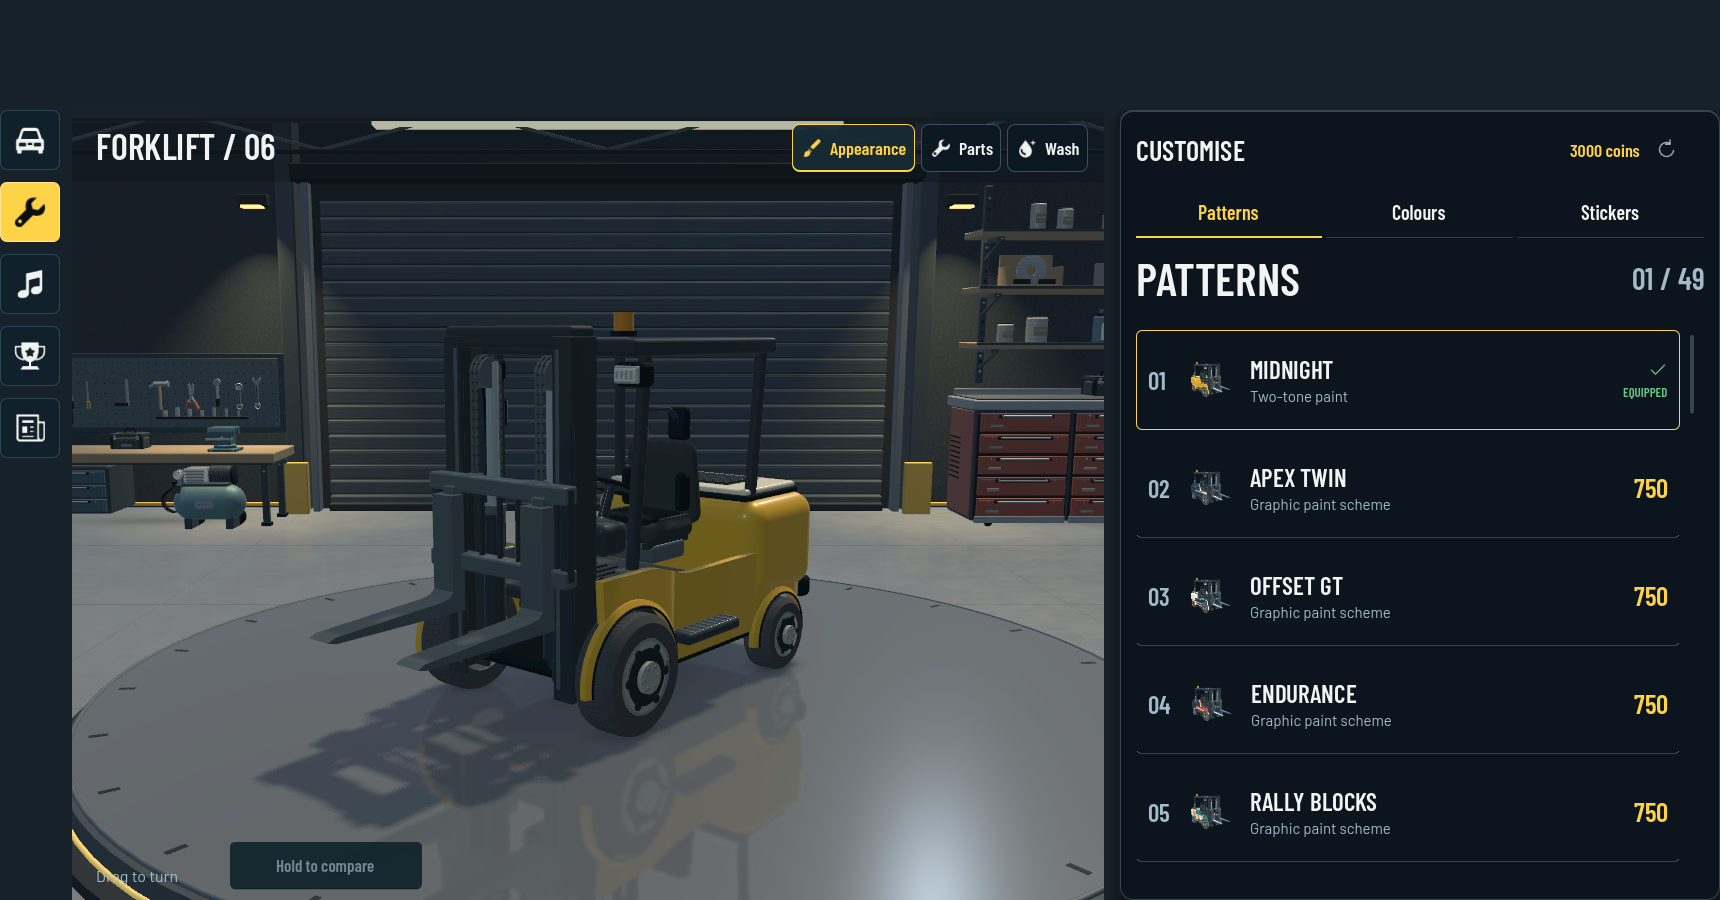 FORKLIFT / 06
Appearance
Parts
Wash
Drag to turn
Hold to compare
CUSTOMISE
3000 coins
Patterns
Colours
Stickers
PATTERNS
01 / 49
01
MIDNIGHT
Two-tone paint
EQUIPPED
02
APEX TWIN
Graphic paint scheme
750
03
OFFSET GT
Graphic paint scheme
750
04
ENDURANCE
Graphic paint scheme
750
05
RALLY BLOCKS
Graphic paint scheme
750